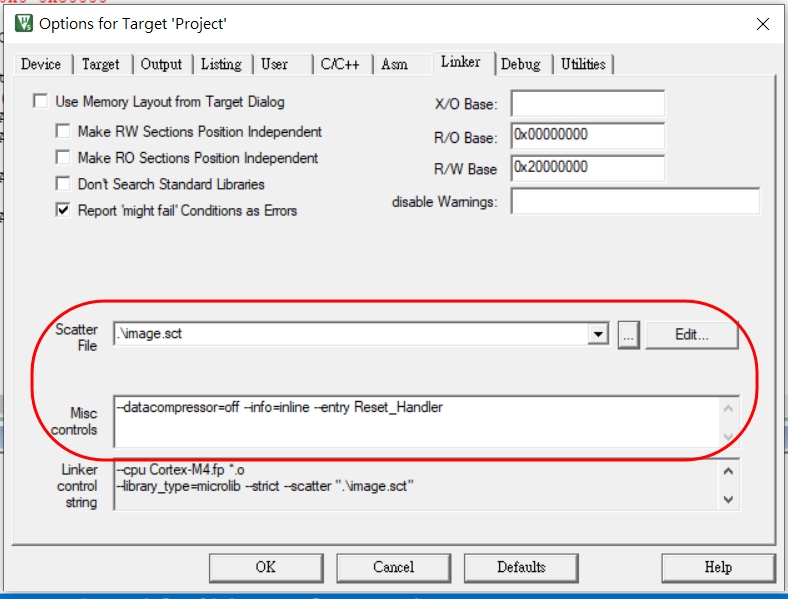 Options for Target 'Project'
Device Target Output Listing User C/C++ Asm Linker Debug Utilities
Use Memory Layout from Target Dialog
Make RW Sections Position Independent
Make RO Sections Position Independent
Don't Search Standard Libraries
Report 'might fail' Conditions as Errors
X/O Base:
R/O Base: 0x00000000
R/W Base 0x20000000
disable Warnings:
Scatter
File
.\image.sct
... Edit...
Misc
controls
--datacompressor=off --info=inline --entry Reset_Handler
Linker
control
string
--cpu Cortex-M4.fp *.o
--library_type=microlib --strict --scatter ".\image.sct"
OK Cancel Defaults Help